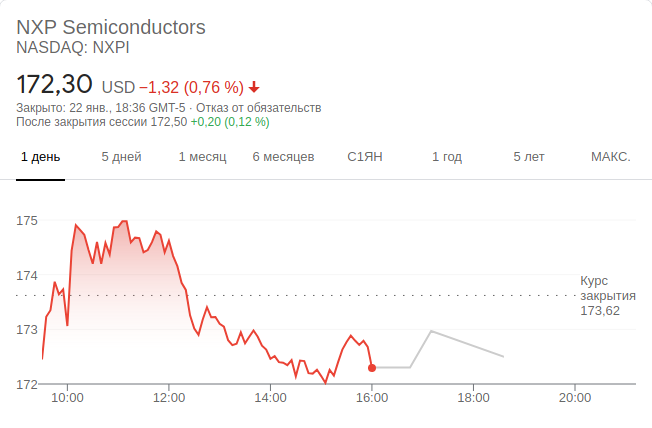 NXP Semiconductors
NASDAQ: NXPI
172,30 USD −1,32 (0,76 %)
Закрыто: 22 янв., 18:36 GMT-5 · Отказ от обязательств
После закрытия сессии 172,50 +0,20 (0,12 %)
1 день 5 дней 1 месяц 6 месяцев С1ЯН 1 год 5 лет МАКС.
175
174
Курс
закрытия
173,62
173
172
10:00 12:00 14:00 16:00 18:00 20:00